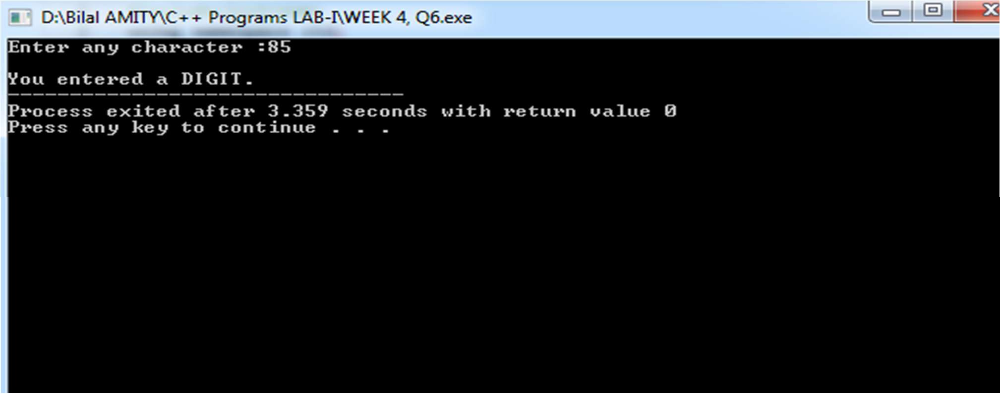 D:\Bilal AMITY\C++ Programs LAB-I\WEEK 4, Q6.exe
Enter any character :85
You entered a DIGIT.
--------------------------------
Process exited after 3.359 seconds with return value 0
Press any key to continue . . .